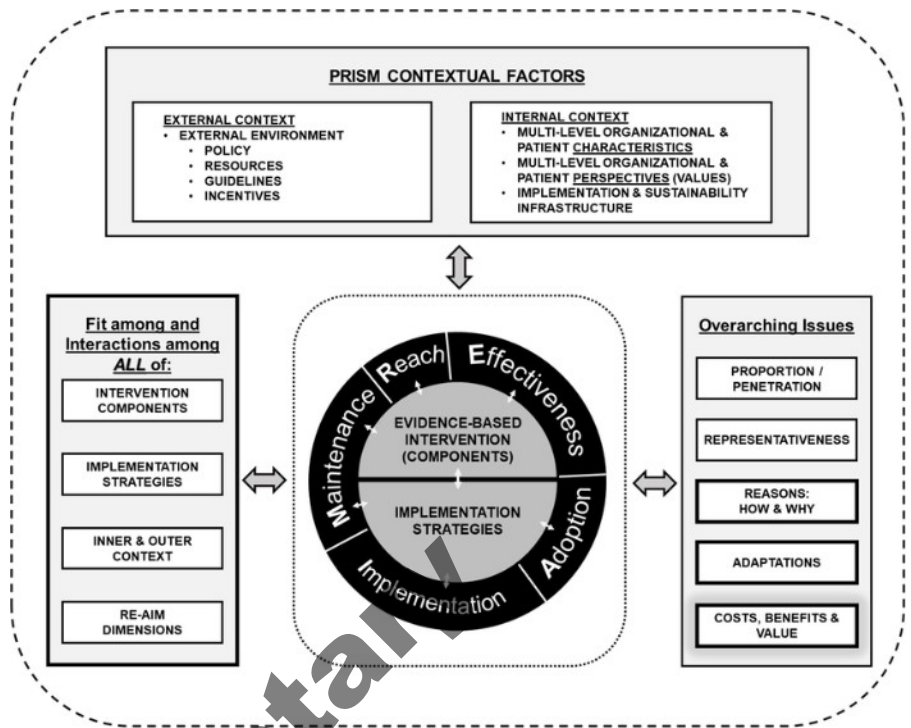 PRISM CONTEXTUAL FACTORS
EXTERNAL CONTEXT
• EXTERNAL ENVIRONMENT
• POLICY
• RESOURCES
• GUIDELINES
• INCENTIVES
INTERNAL CONTEXT
• MULTI-LEVEL ORGANIZATIONAL &
PATIENT CHARACTERISTICS
• MULTI-LEVEL ORGANIZATIONAL &
PATIENT PERSPECTIVES (VALUES)
• IMPLEMENTATION & SUSTAINABILITY
INFRASTRUCTURE
Fit among and
Interactions among
ALL of:
INTERVENTION
COMPONENTS
IMPLEMENTATION
STRATEGIES
INNER & OUTER
CONTEXT
RE-AIM
DIMENSIONS
Reach
Effectiveness
Adoption
Implementation
Maintenance
EVIDENCE-BASED
INTERVENTION
(COMPONENTS)
IMPLEMENTATION
STRATEGIES
Overarching Issues
PROPORTION /
PENETRATION
REPRESENTATIVENESS
REASONS:
HOW & WHY
ADAPTATIONS
COSTS, BENEFITS &
VALUE